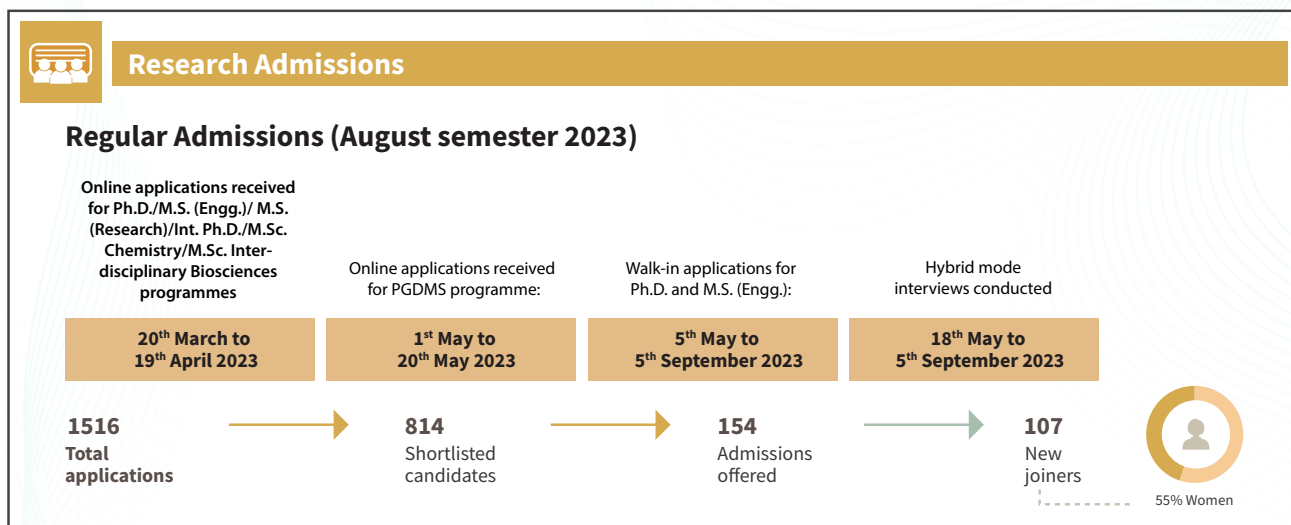 Research Admissions
Regular Admissions (August semester 2023)
Online applications received
for Ph.D./M.S. (Engg.)/ M.S.
(Research)/Int. Ph.D./M.Sc.
Chemistry/M.Sc. Inter-
disciplinary Biosciences
programmes
20th March to
19th April 2023
Online applications received
for PGDMS programme:
1st May to
20th May 2023
Walk-in applications for
Ph.D. and M.S. (Engg.):
5th May to
5th September 2023
Hybrid mode
interviews conducted
18th May to
5th September 2023
1516
Total
applications
814
Shortlisted
candidates
154
Admissions
offered
107
New
joiners
55% Women